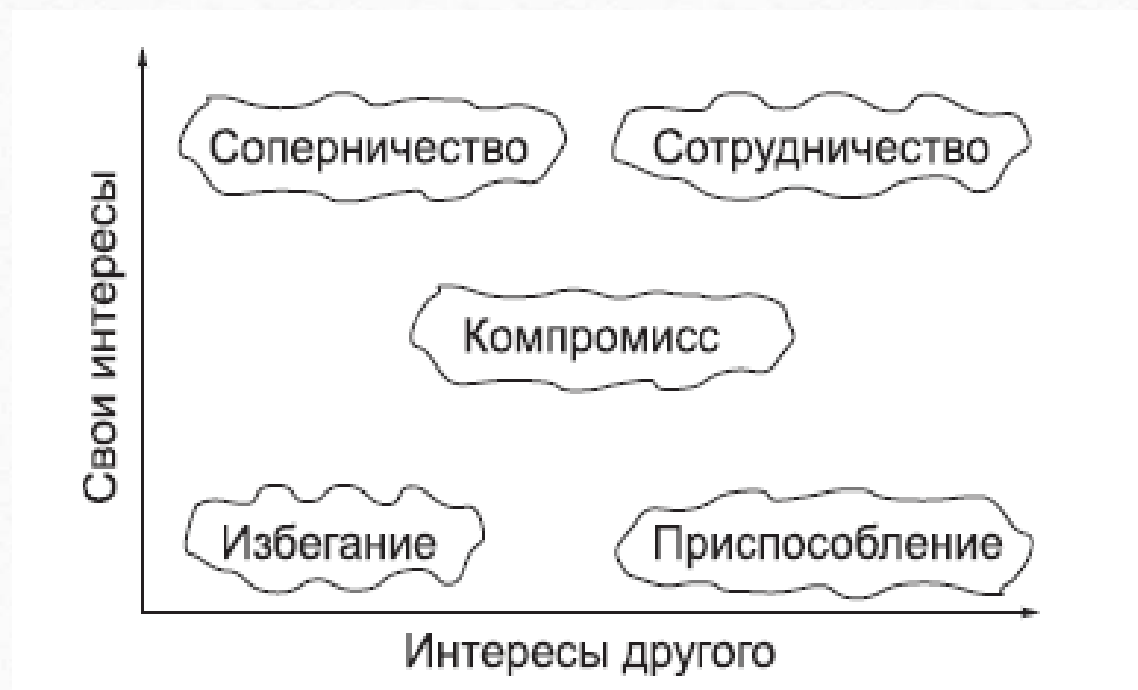 Свои интересы
Соперничество
Сотрудничество
Компромисс
Избегание
Приспособление
Интересы другого